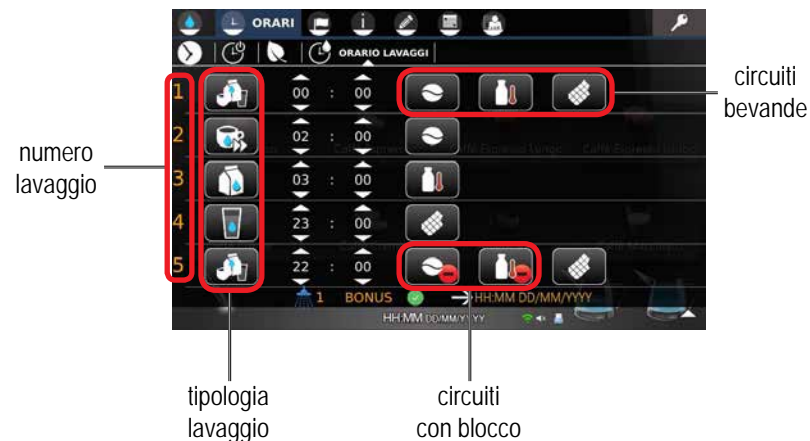 ORARI
ORARIO LAVAGGI
1 00 : 00
2 02 : 00
3 03 : 00
4 23 : 00
5 22 : 00
1 BONUS HH:MM DD/MM/YYYY
HH:MM DD/MM/YYYY
circuiti
bevande
numero
lavaggio
tipologia
lavaggio
circuiti
con blocco